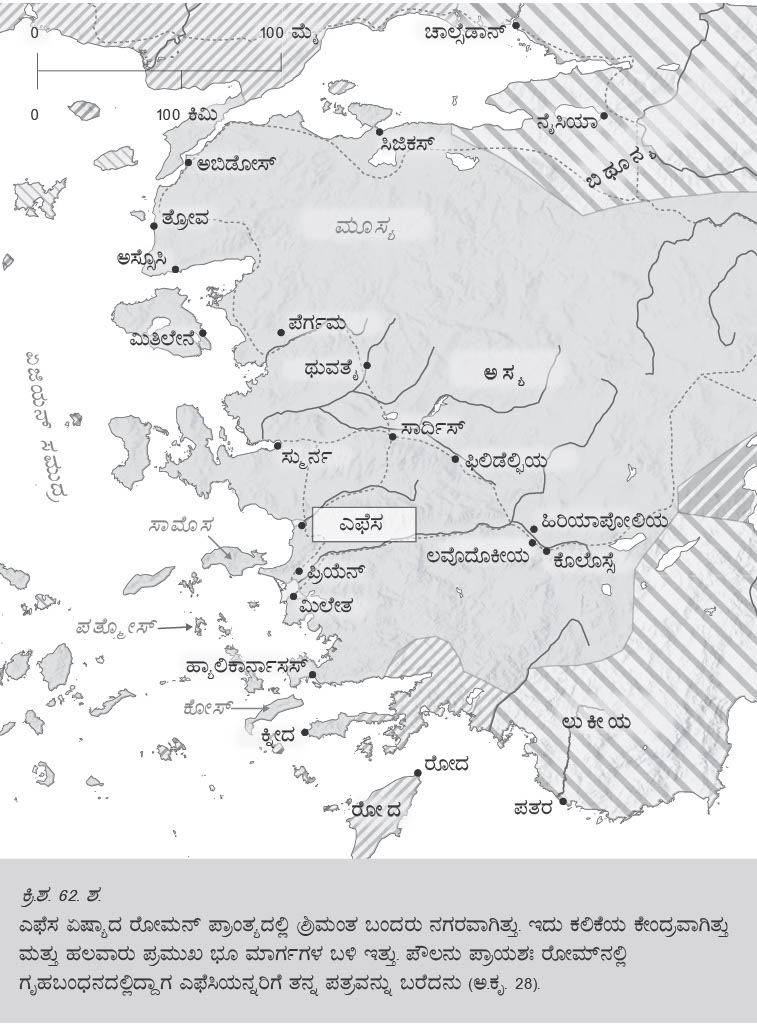 0 100 ಮೈ
ಚಾಲ್ಸೆಡಾನ್
0 100 ಕಿಮಿ
ನೈಸಿಯಾ
ಸಿಜಿಕಸ್
ಬಿಥೂನ್ಯ
ಅಬಿಡೋಸ್
ತ್ರೋವ
ಮೂಸ್ಯ
ಅಸ್ಸೊಸಿ
ಪೆರ್ಗಮ
ಮಿತಿಲೇನೆ
ಥುವತೈ
ಅಸ್ಯ
ಏಜಿಯನ್ ಸಮುದ್ರ
ಸಾರ್ದಿಸ್
ಸ್ಮುರ್ನ
ಫಿಲಿಡೆಲ್ಫಿಯ
ಎಫೆಸ
ಹಿರಿಯಾಪೋಲಿಯ
ಸಾಮೊಸ
ಲವೊದೊಕೀಯ
ಕೊಲೊಸ್ಸೆ
ಪ್ರಿಯೆನ್
ಮಿಲೇತ
ಪತ್ಮೋಸ್
ಹ್ಯಾಲಿಕಾರ್ನಾಸಸ್
ಕೋಸ್
ಲುಕೀಯ
ಕ್ನೀದ
ರೋದ
ರೋದ
ಪತರ
ಕ್ರಿ.ಶ. 62. ಶ.
ಎಫೆಸ ಏಷ್ಯಾದ ರೋಮನ್ ಪ್ರಾಂತ್ಯದಲ್ಲಿ ಶ್ರೀಮಂತ ಬಂದರು ನಗರವಾಗಿತ್ತು. ಇದು ಕಲಿಕೆಯ ಕೇಂದ್ರವಾಗಿತ್ತು
ಮತ್ತು ಹಲವಾರು ಪ್ರಮುಖ ಭೂ ಮಾರ್ಗಗಳ ಬಳಿ ಇತ್ತು. ಪೌಲನು ಪ್ರಾಯಶಃ ರೋಮ್‌ನಲ್ಲಿ
ಗೃಹಬಂಧನದಲ್ಲಿದ್ದಾಗ ಎಫೆಸಿಯನ್ನರಿಗೆ ತನ್ನ ಪತ್ರವನ್ನು ಬರೆದನು (ಅ.ಕೃ. 28).